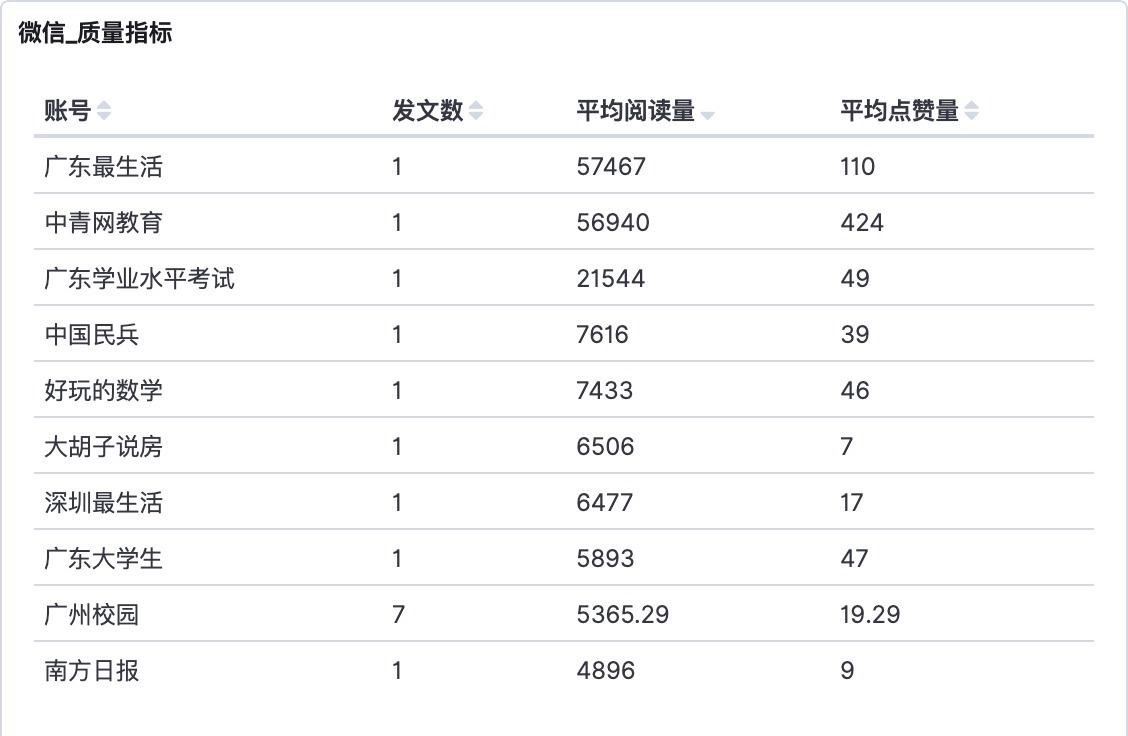 微信_质量指标
账号 发文数 平均阅读量 平均点赞量
广东最生活 1 57467 110
中青网教育 1 56940 424
广东学业水平考试 1 21544 49
中国民兵 1 7616 39
好玩的数学 1 7433 46
大胡子说房 1 6506 7
深圳最生活 1 6477 17
广东大学生 1 5893 47
广州校园 7 5365.29 19.29
南方日报 1 4896 9